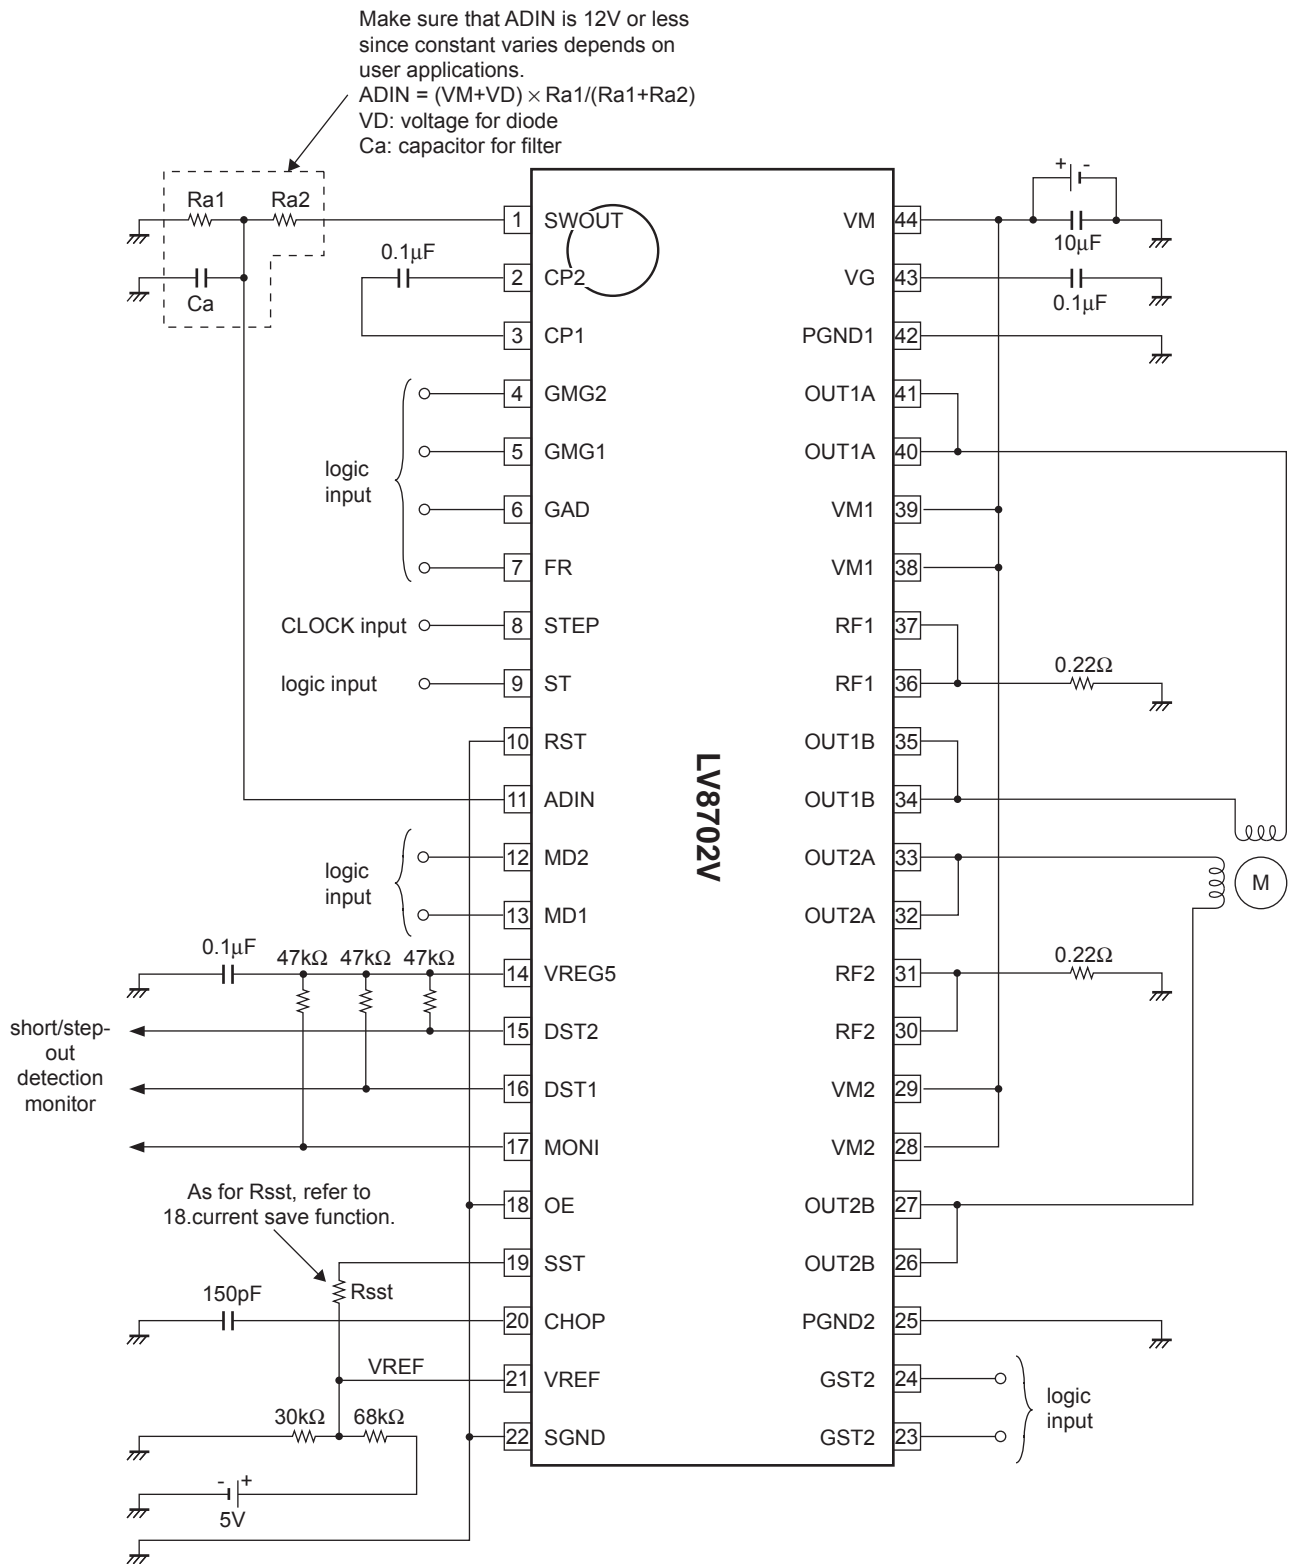 Make sure that ADIN is 12V or less
since constant varies depends on
user applications.
ADIN = (VM+VD) × Ra1/(Ra1+Ra2)
VD: voltage for diode
Ca: capacitor for filter
Ra1 Ra2
Ca
0.1µF
logic
input
CLOCK input
logic input
logic
input
0.1µF
47kΩ 47kΩ 47kΩ
short/step-
out
detection
monitor
As for Rsst, refer to
18.current save function.
Rsst
150pF
VREF
30kΩ 68kΩ
- +
5V
1 SWOUT
2 CP2
3 CP1
4 GMG2
5 GMG1
6 GAD
7 FR
8 STEP
9 ST
10 RST
11 ADIN
12 MD2
13 MD1
14 VREG5
15 DST2
16 DST1
17 MONI
18 OE
19 SST
20 CHOP
21 VREF
22 SGND
LV8702V
VM 44
VG 43
PGND1 42
OUT1A 41
OUT1A 40
VM1 39
VM1 38
RF1 37
RF1 36
OUT1B 35
OUT1B 34
OUT2A 33
OUT2A 32
RF2 31
RF2 30
VM2 29
VM2 28
OUT2B 27
OUT2B 26
PGND2 25
GST2 24
GST2 23
+ -
10µF
0.1µF
0.22Ω
M
0.22Ω
logic
input